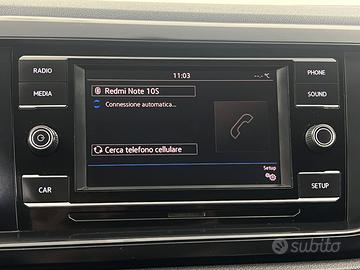 11:03
--,- °C
RADIO
MEDIA
CAR
Redmi Note 10S
Connessione automatica...
Cerca telefono cellulare
Setup
PHONE
SOUND
SETUP
subito